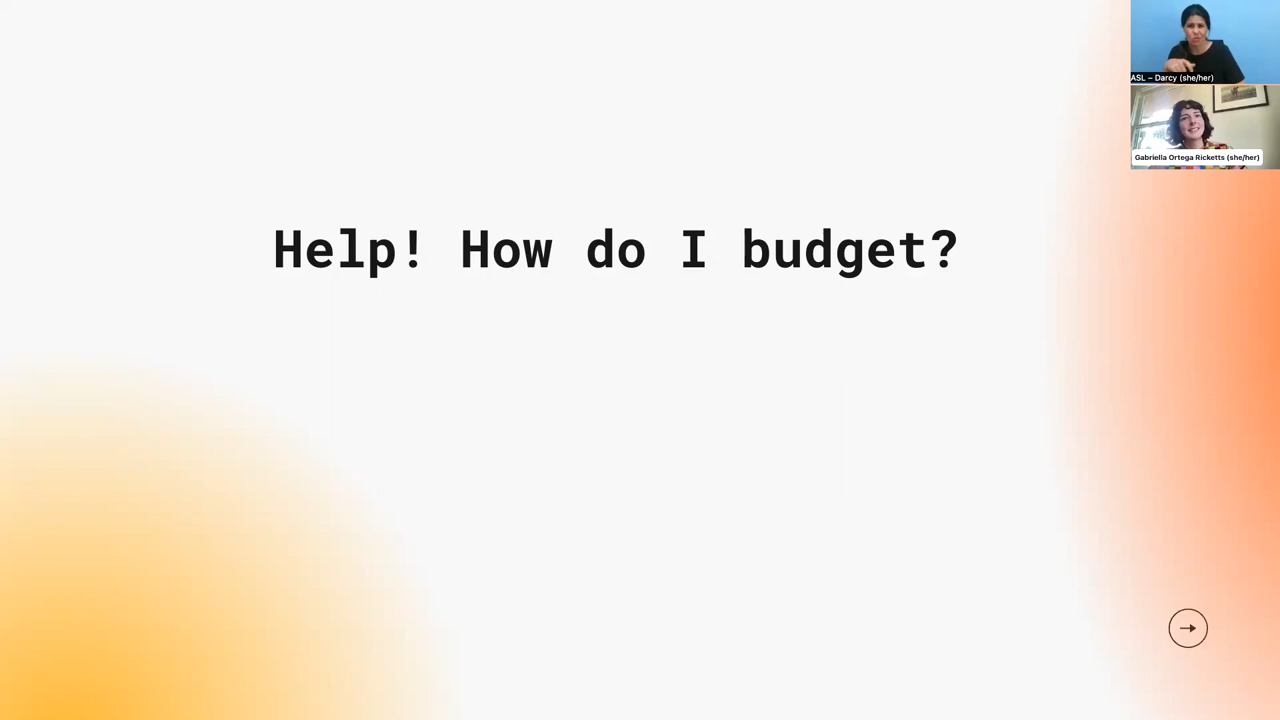 ASL – Darcy (she/her)
Gabriella Ortega Ricketts (she/her)
Help! How do I budget?